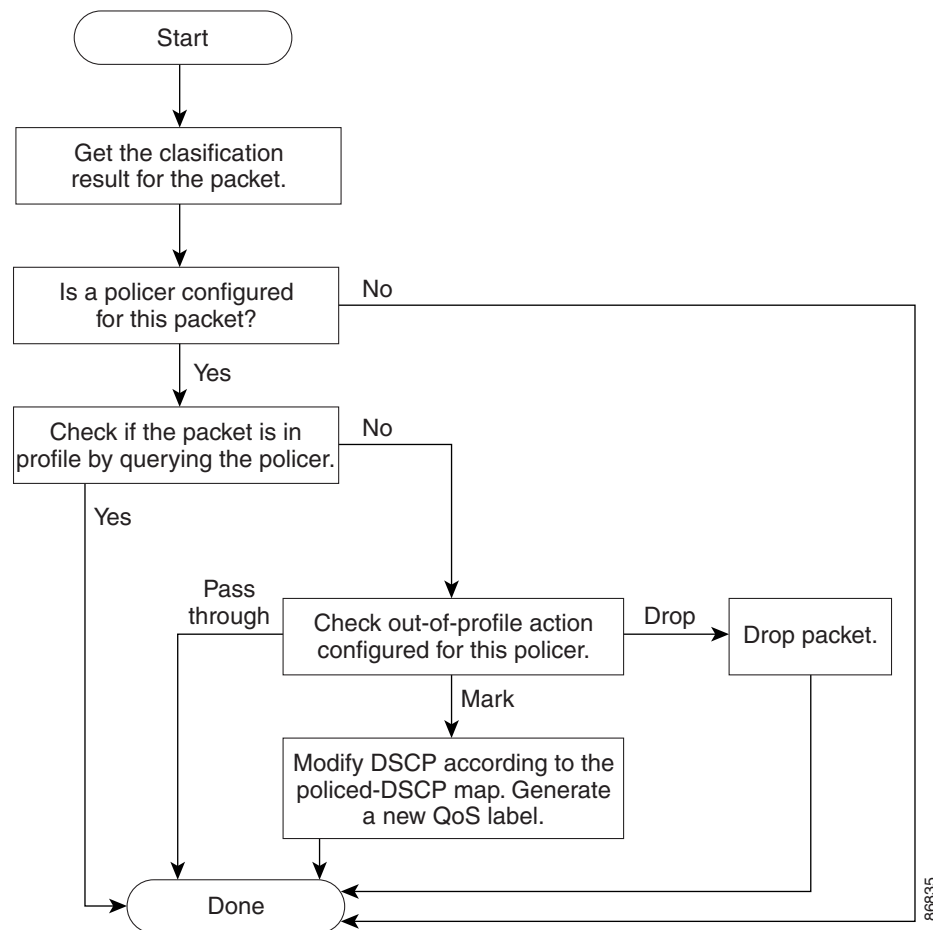 Start
Get the clasification
result for the packet.
Is a policer configured
for this packet?
No
Yes
Check if the packet is in
profile by querying the policer.
No
Yes
Pass
through
Check out-of-profile action
configured for this policer.
Drop
Drop packet.
Mark
Modify DSCP according to the
policed-DSCP map. Generate
a new QoS label.
Done
86835